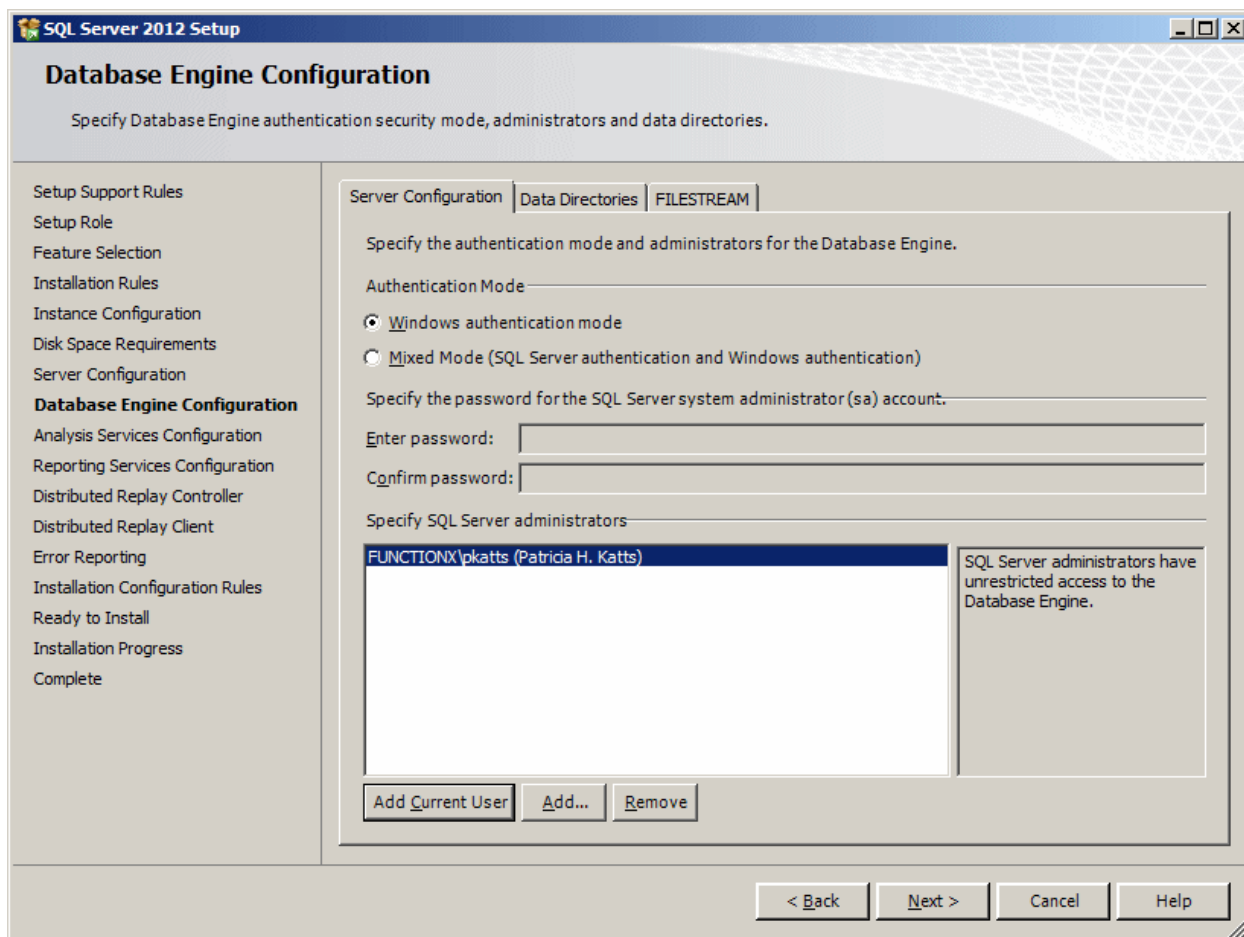 SQL Server 2012 Setup
Database Engine Configuration
Specify Database Engine authentication security mode, administrators and data directories.
Setup Support Rules
Setup Role
Feature Selection
Installation Rules
Instance Configuration
Disk Space Requirements
Server Configuration
Database Engine Configuration
Analysis Services Configuration
Reporting Services Configuration
Distributed Replay Controller
Distributed Replay Client
Error Reporting
Installation Configuration Rules
Ready to Install
Installation Progress
Complete
Server Configuration Data Directories FILESTREAM
Specify the authentication mode and administrators for the Database Engine.
Authentication Mode
Windows authentication mode
Mixed Mode (SQL Server authentication and Windows authentication)
Specify the password for the SQL Server system administrator (sa) account.
Enter password:
Confirm password:
Specify SQL Server administrators
FUNCTIONX\pkatts (Patricia H. Katts)
SQL Server administrators have
unrestricted access to the
Database Engine.
Add Current User Add... Remove
< Back Next > Cancel Help